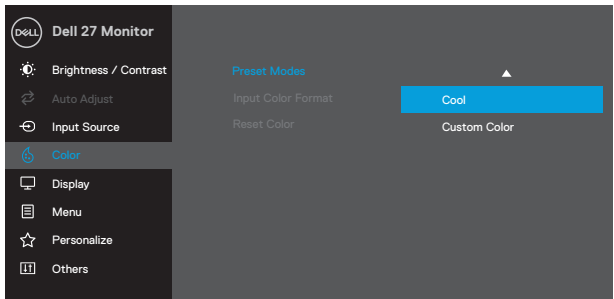 DELL Dell 27 Monitor
Brightness / Contrast
Auto Adjust
Input Source
Color
Display
Menu
Personalize
Others
Preset Modes
Input Color Format
Reset Color
Cool
Custom Color